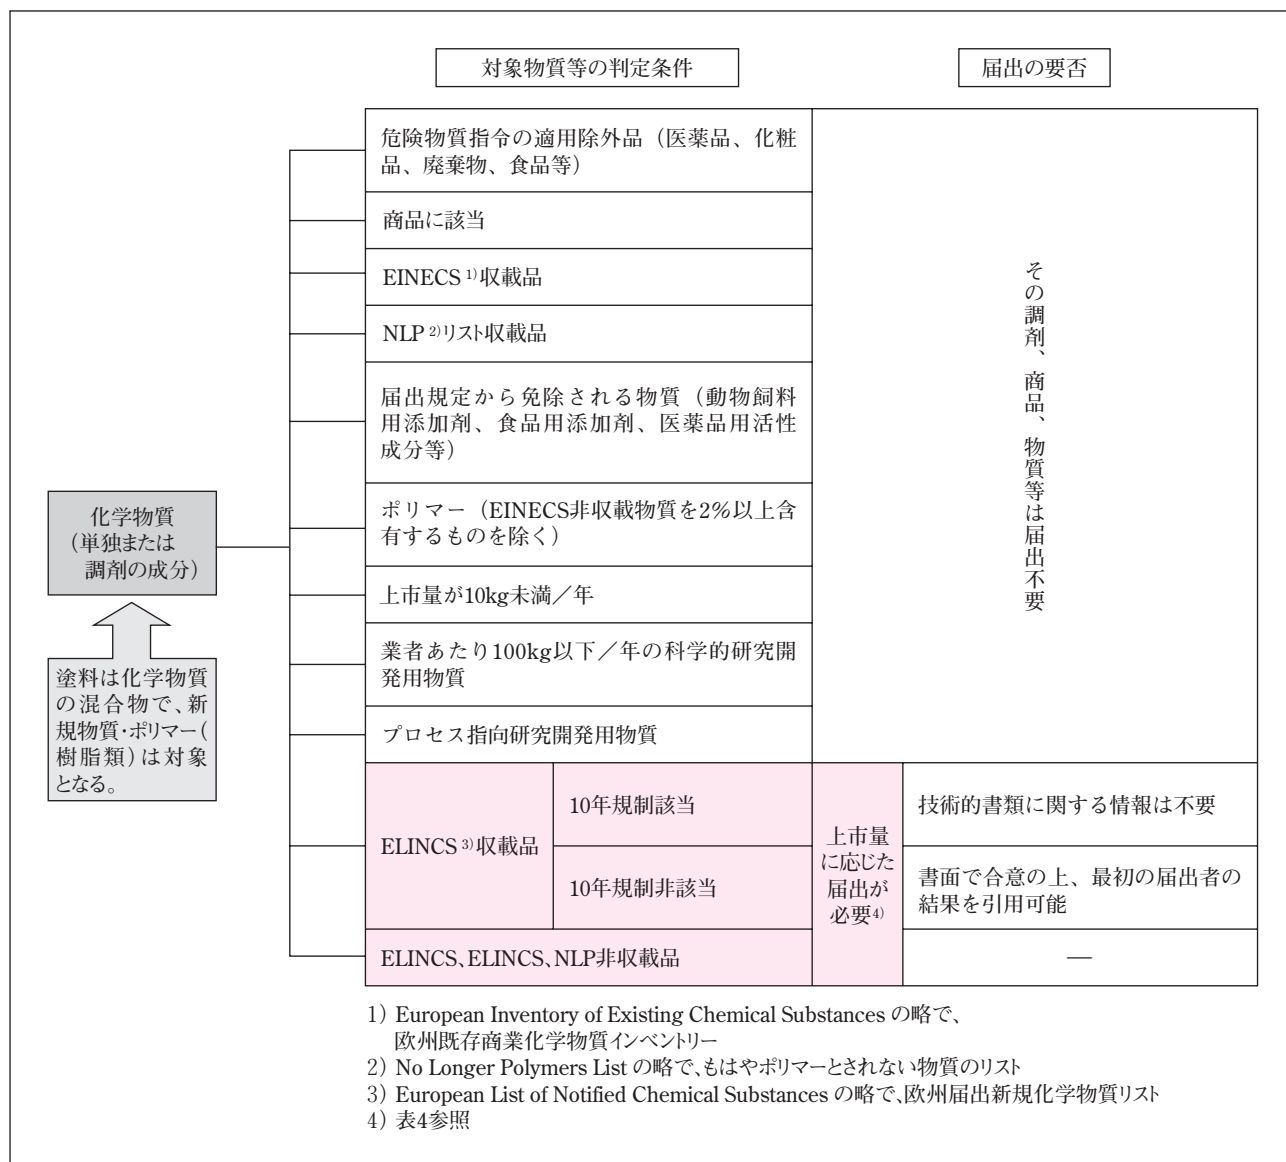 対象物質等の判定条件
届出の要否
危険物質指令の適用除外品（医薬品、化粧
品、廃棄物、食品等）
商品に該当
EINECS 1)収載品
NLP 2)リスト収載品
届出規定から免除される物質（動物飼料
用添加剤、食品用添加剤、医薬品用活性
成分等）
ポリマー（EINECS非収載物質を2％以上含
有するものを除く）
上市量が10kg未満／年
業者あたり100kg以下／年の科学的研究開
発用物質
プロセス指向研究開発用物質
その調剤、商品、物質等は届出不要
化学物質
（単独または
調剤の成分）
塗料は化学物質
の混合物で、新
規物質・ポリマー（
樹脂類）は対象
となる。
ELINCS 3)収載品
10年規制該当
10年規制非該当
上市量
に応じた
届出が
必要4)
技術的書類に関する情報は不要
書面で合意の上、最初の届出者の
結果を引用可能
ELINCS、ELINCS、NLP非収載品
―
1）European Inventory of Existing Chemical Substances の略で、
欧州既存商業化学物質インベントリー
2）No Longer Polymers List の略で、もはやポリマーとされない物質のリスト
3）European List of Notified Chemical Substances の略で、欧州届出新規化学物質リスト
4）表4参照